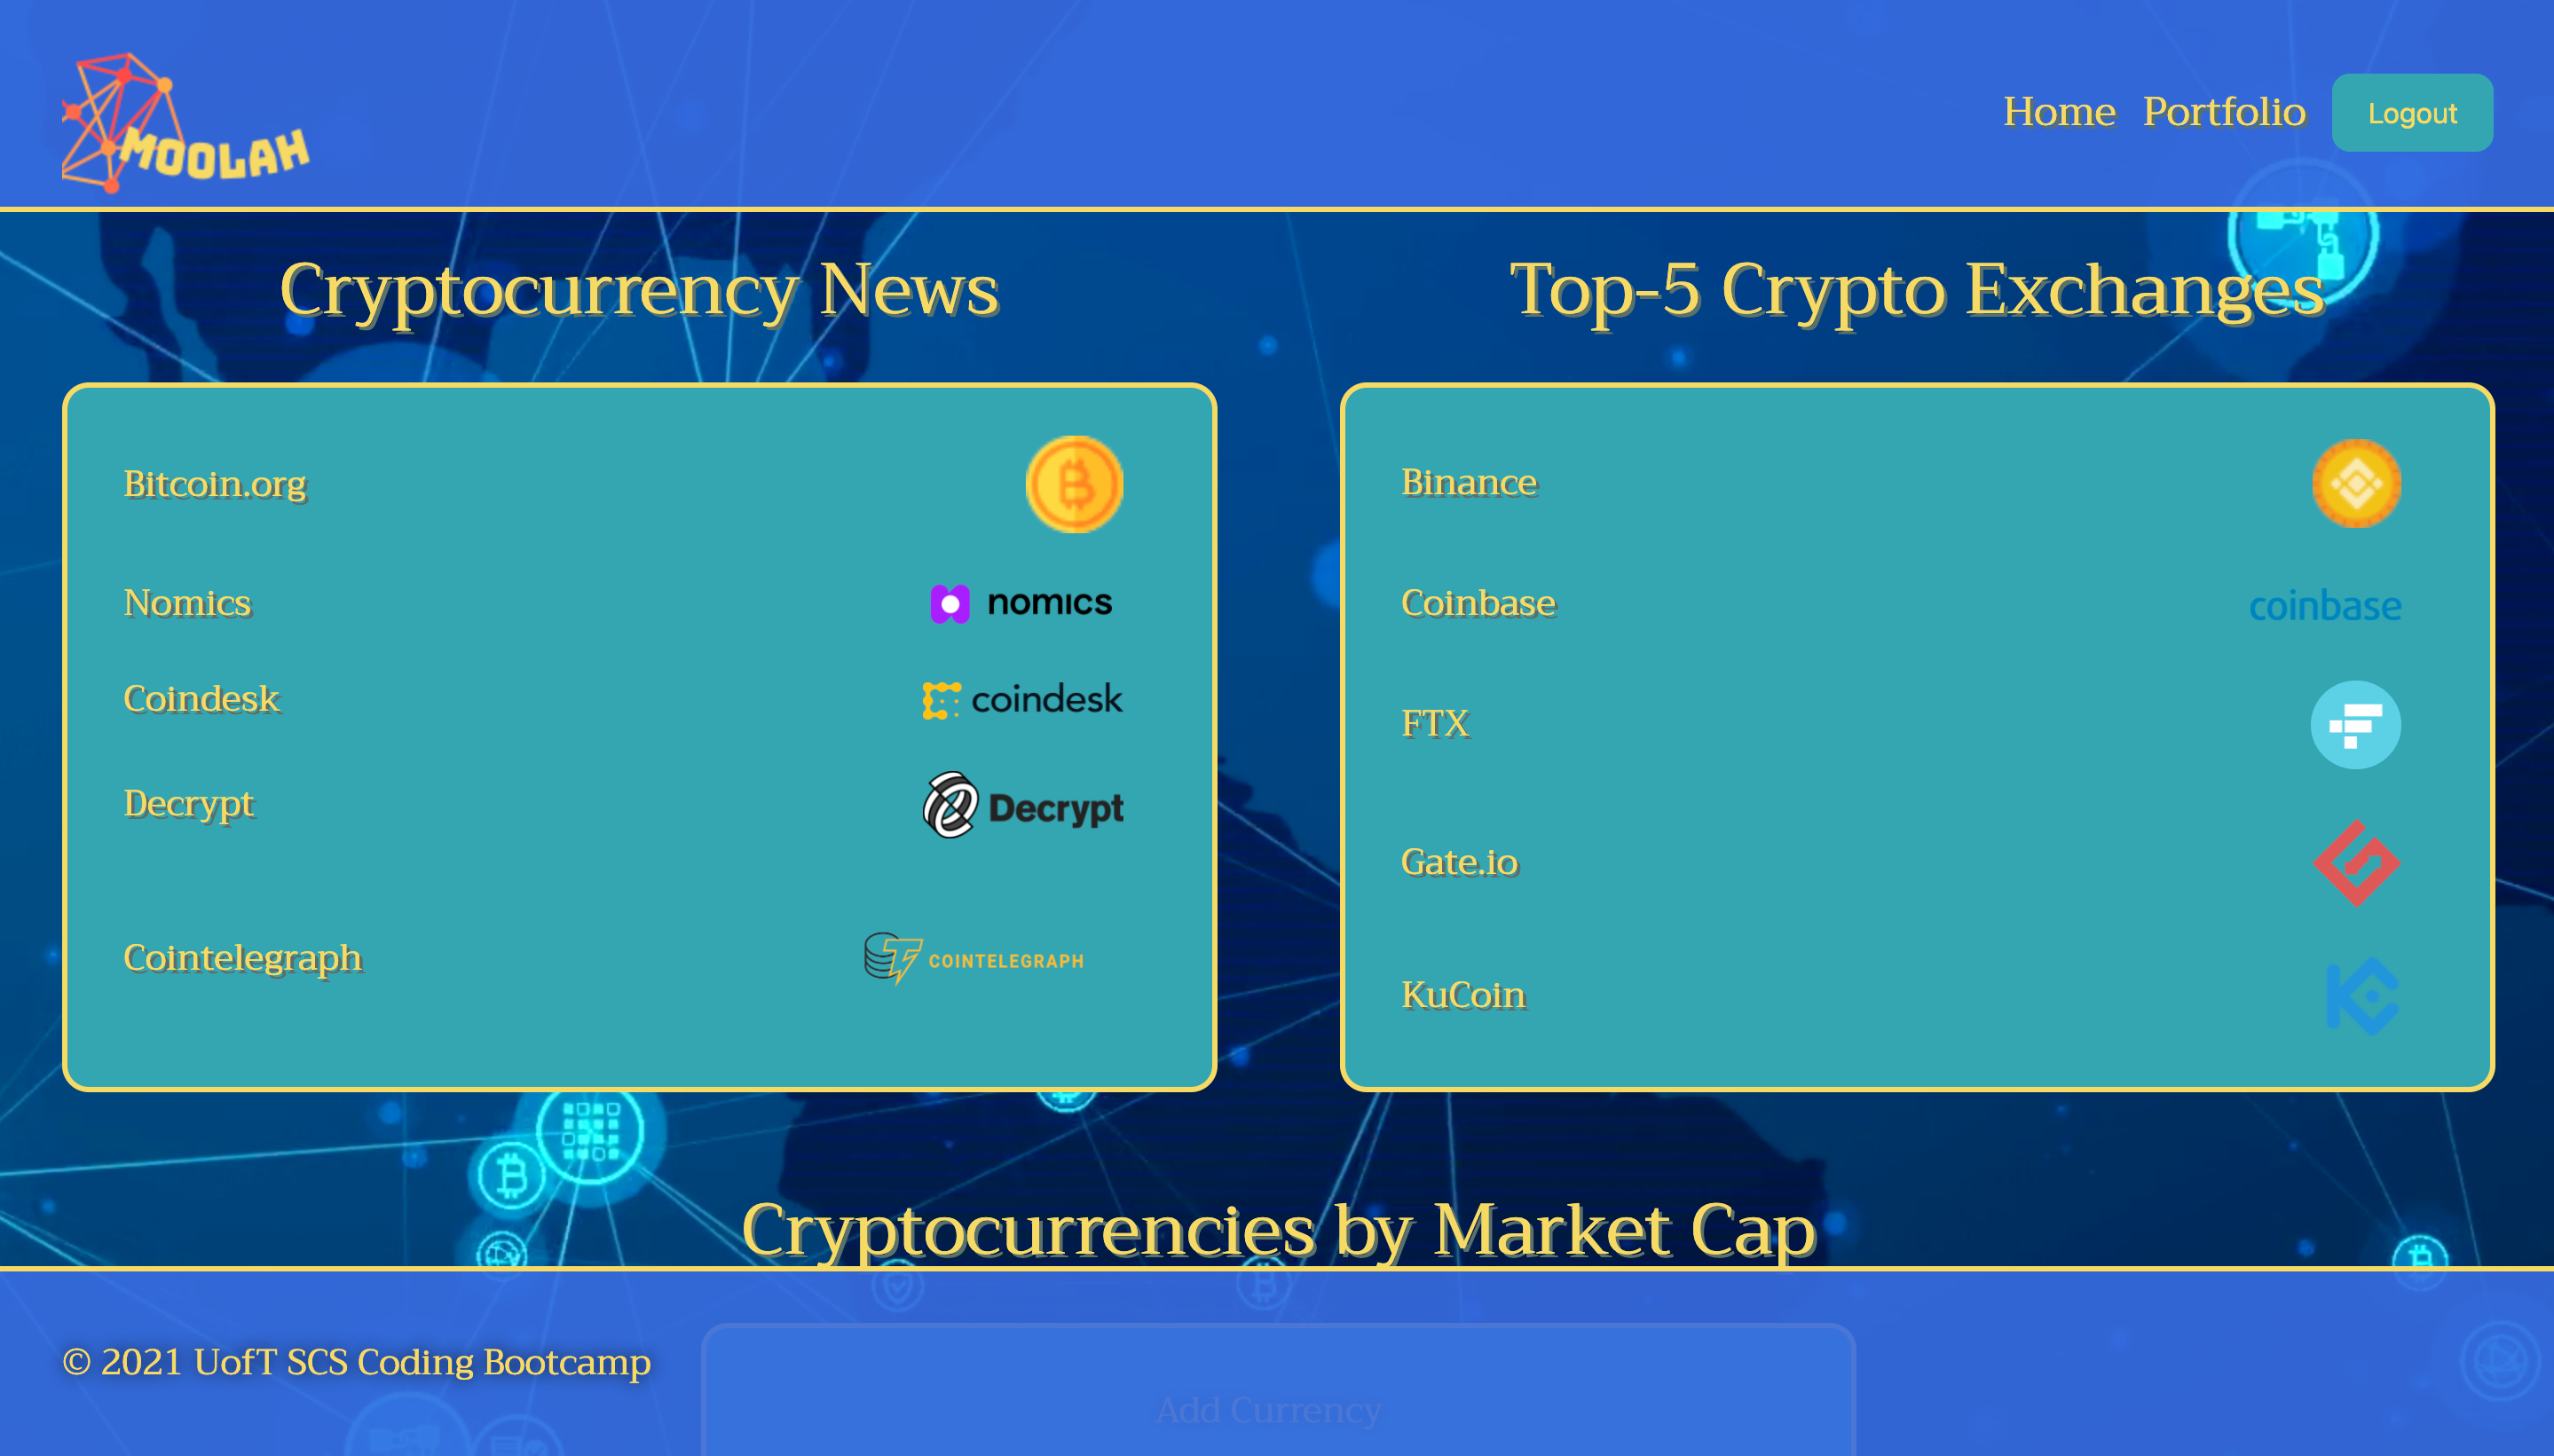 MOOLAH
Home Portfolio Logout
Cryptocurrency News
Bitcoin.org
Nomics nomics
Coindesk coindesk
Decrypt Decrypt
Cointelegraph COINTELEGRAPH
Top-5 Crypto Exchanges
Binance
Coinbase coinbase
FTX
Gate.io
KuCoin
Cryptocurrencies by Market Cap
© 2021 UofT SCS Coding Bootcamp
Add Currency